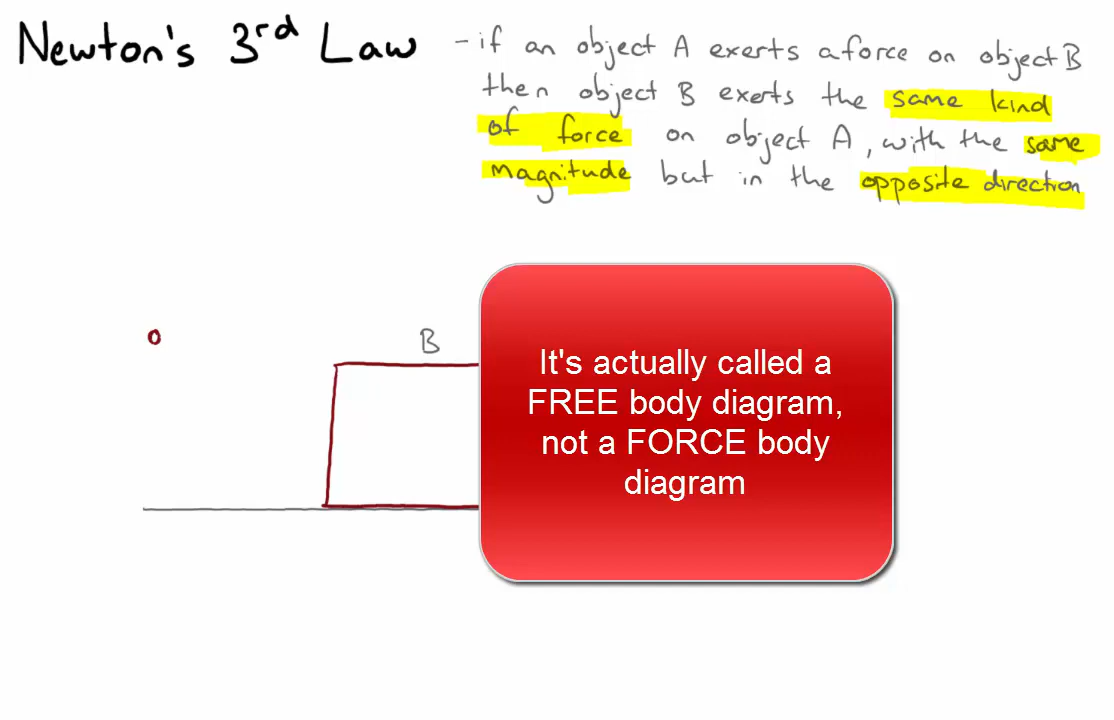 Newton's 3rd Law
- if an object A exerts a force on object B
then object B exerts the same kind
of force on object A, with the same
magnitude but in the opposite direction
B
It's actually called a
FREE body diagram,
not a FORCE body
diagram